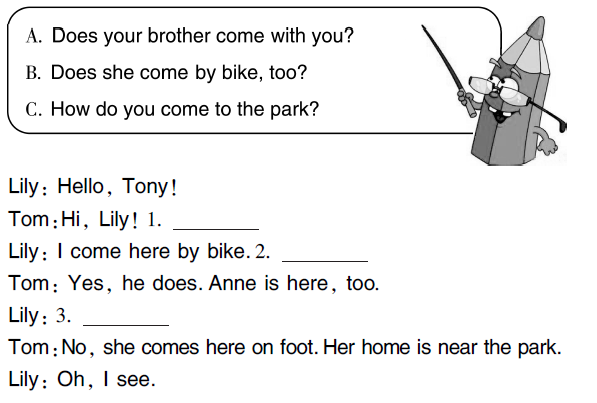 A. Does your brother come with you?
B. Does she come by bike, too?
C. How do you come to the park?
Lily: Hello, Tony!
Tom:Hi, Lily! 1. ________
Lily: I come here by bike. 2. ________
Tom: Yes, he does. Anne is here, too.
Lily: 3. ________
Tom:No, she comes here on foot. Her home is near the park.
Lily: Oh, I see.